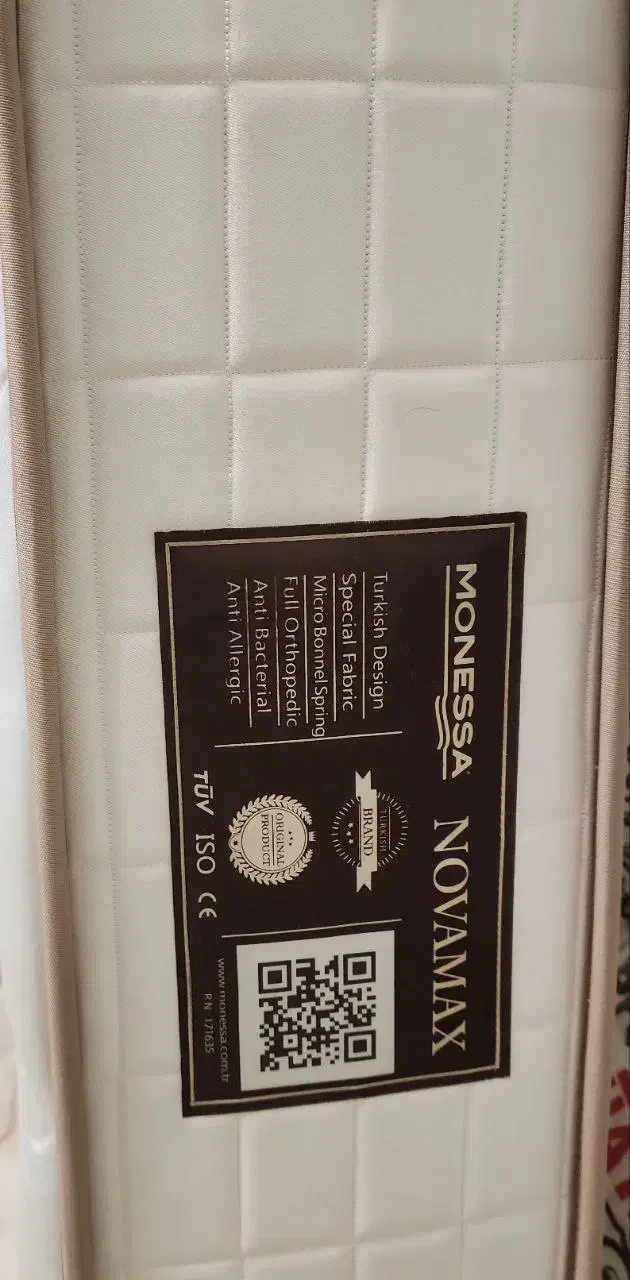 MONESSA NOVAMAX
Turkish Design
Special Fabric
Micro Bonnel Spring
Full Orthopedic
Anti Bacterial
Anti Allergic
TURKISH
BRAND
ORIGINAL
PRODUCT
TÜV ISO CE
www.monessa.com.tr
RN 171635